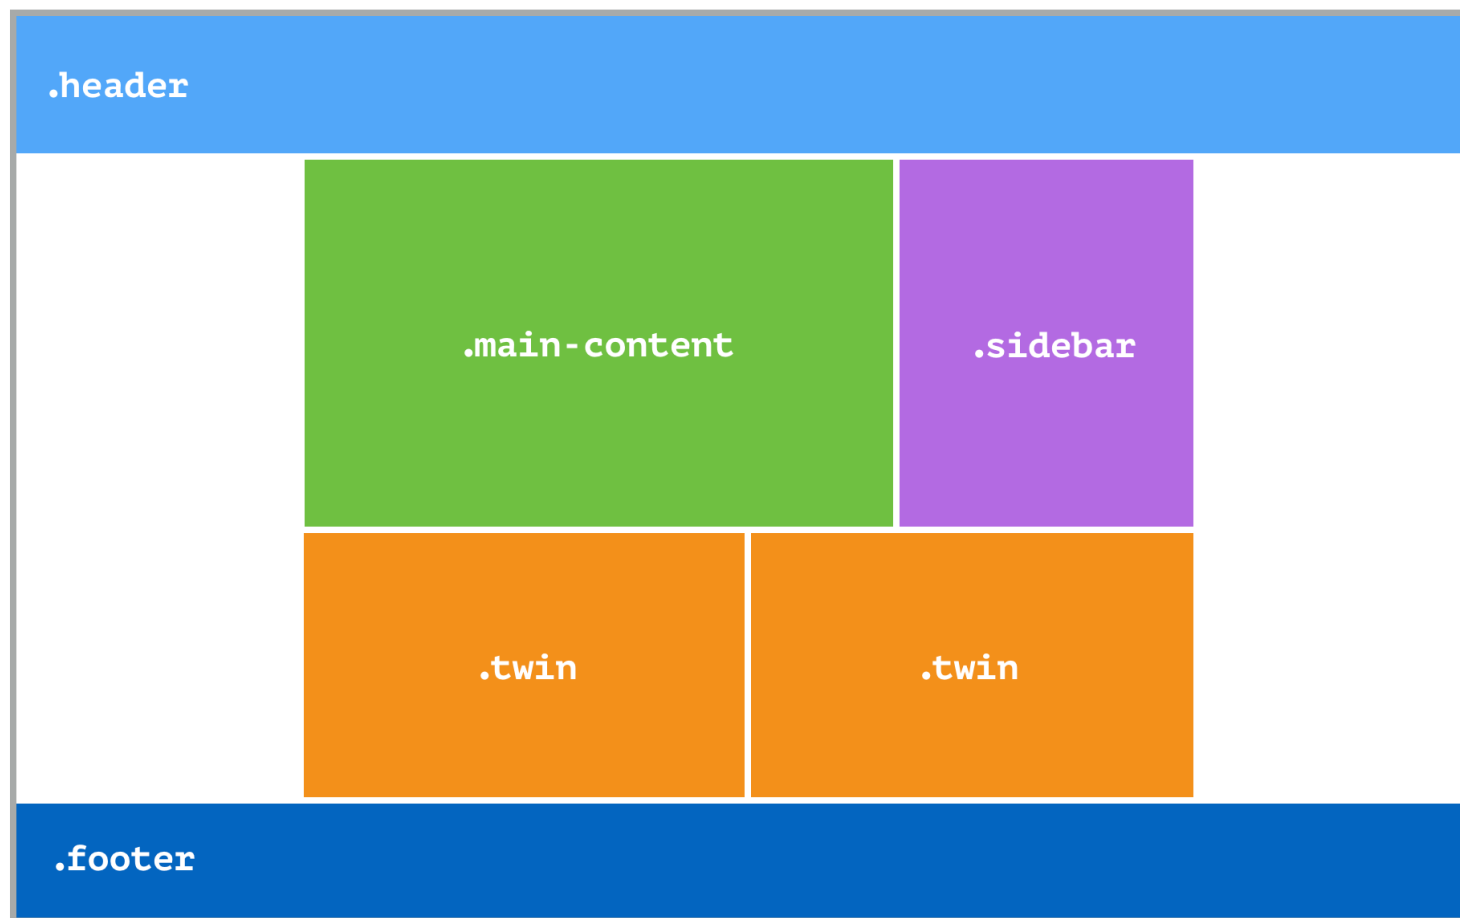 .header
.main-content
.sidebar
.twin
.twin
.footer